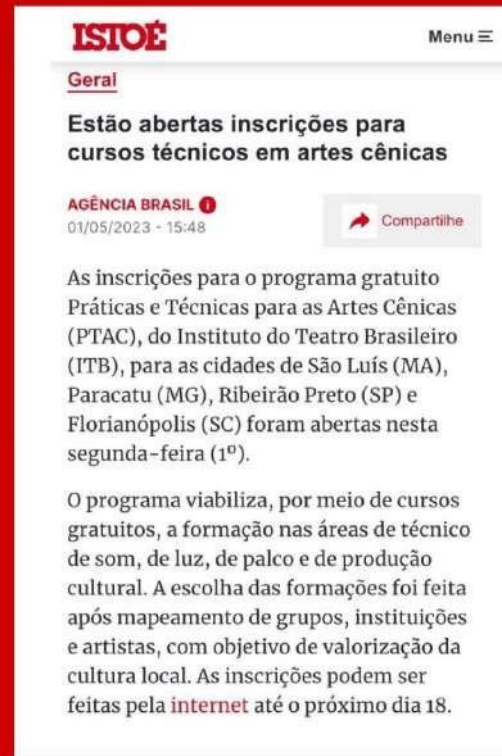 ISTOÉ
Menu
Geral
Estão abertas inscrições para
cursos técnicos em artes cênicas
AGÊNCIA BRASIL
01/05/2023 - 15:48
Compartilhe
As inscrições para o programa gratuito
Práticas e Técnicas para as Artes Cênicas
(PTAC), do Instituto do Teatro Brasileiro
(ITB), para as cidades de São Luís (MA),
Paracatu (MG), Ribeirão Preto (SP) e
Florianópolis (SC) foram abertas nesta
segunda-feira (1º).
O programa viabiliza, por meio de cursos
gratuitos, a formação nas áreas de técnico
de som, de luz, de palco e de produção
cultural. A escolha das formações foi feita
após mapeamento de grupos, instituições
e artistas, com objetivo de valorização da
cultura local. As inscrições podem ser
feitas pela internet até o próximo dia 18.